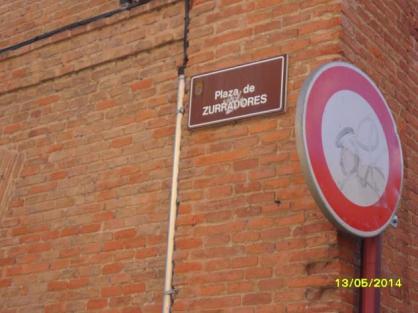 Plaza de
ZURRADORES
13/05/2014